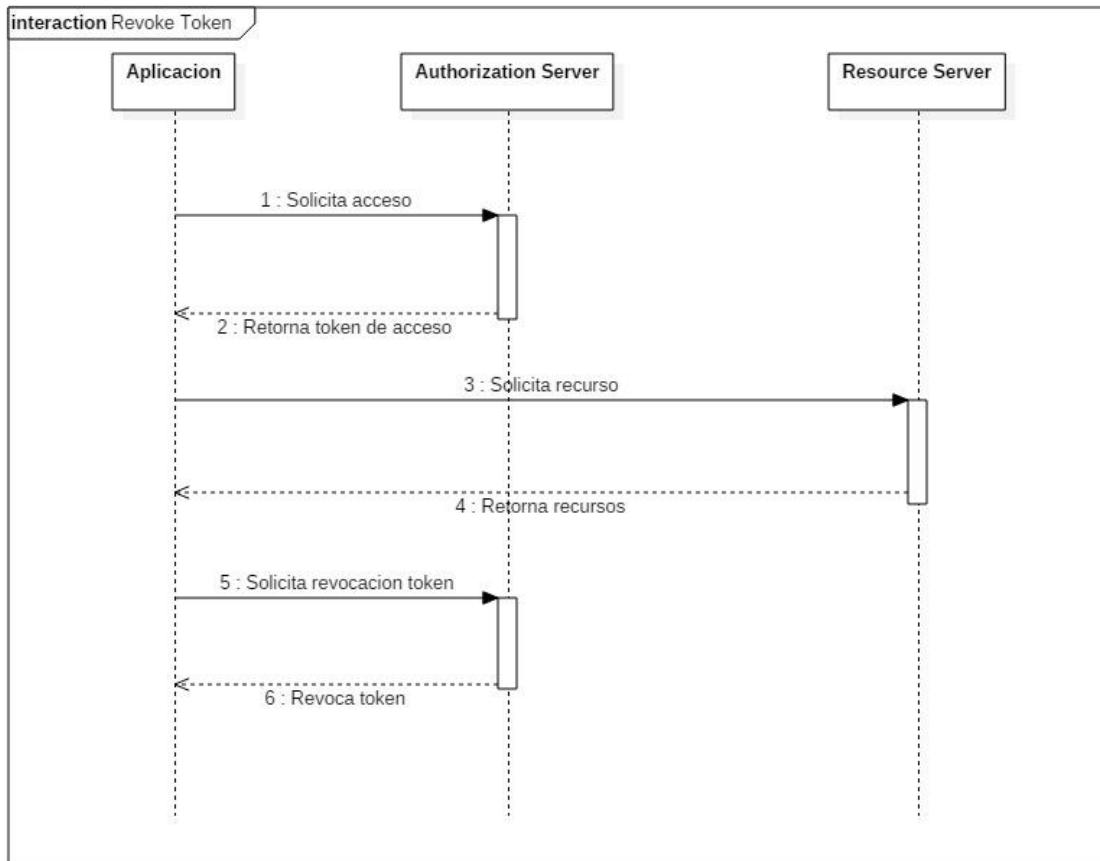 interaction Revoke Token
Aplicacion
Authorization Server
Resource Server
1 : Solicita acceso
2 : Retorna token de acceso
3 : Solicita recurso
4 : Retorna recursos
5 : Solicita revocacion token
6 : Revoca token